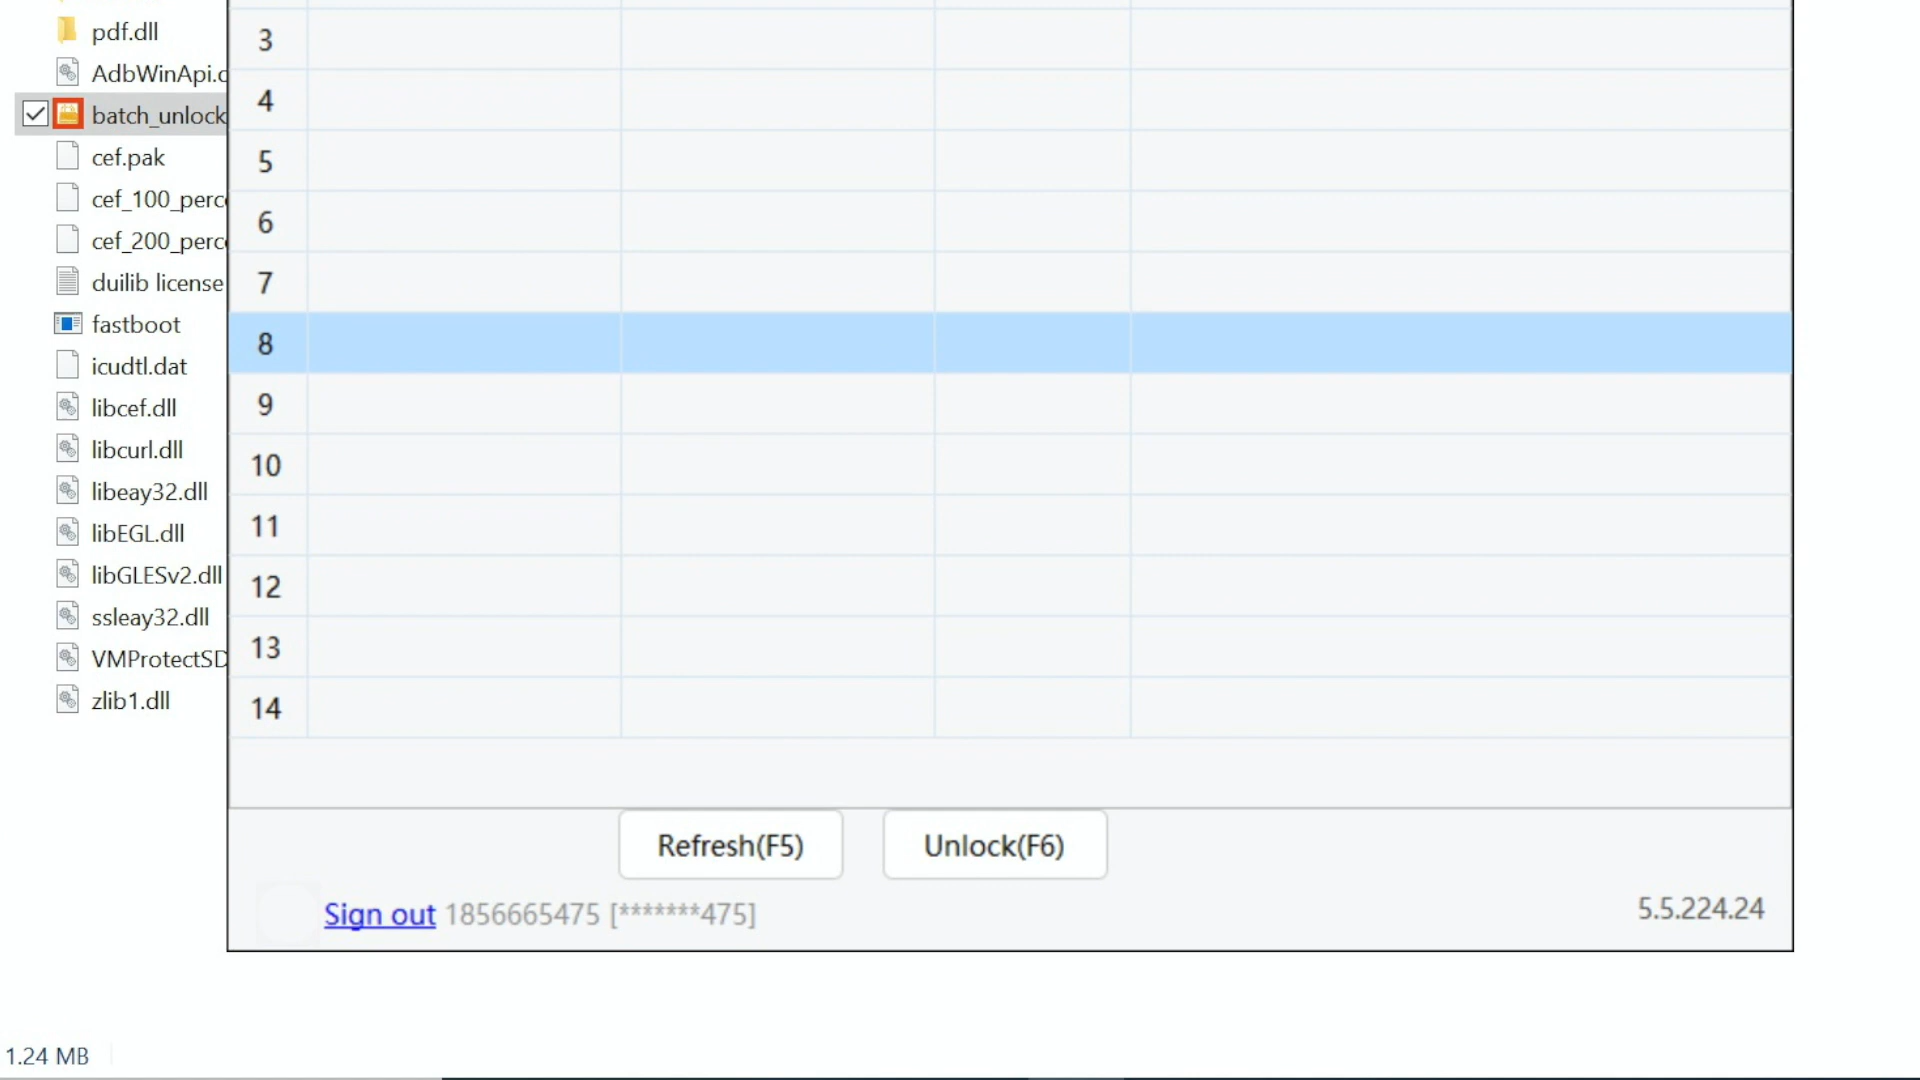 pdf.dll
AdbWinApi.d
batch_unlock
cef.pak
cef_100_perce
cef_200_perce
duilib license
fastboot
icudtl.dat
libcef.dll
libcurl.dll
libeay32.dll
libEGL.dll
libGLESv2.dll
ssleay32.dll
VMProtectSD
zlib1.dll
3
4
5
6
7
8
9
10
11
12
13
14
Refresh(F5) Unlock(F6)
Sign out 1856665475 [*******475]
5.5.224.24
1.24 MB